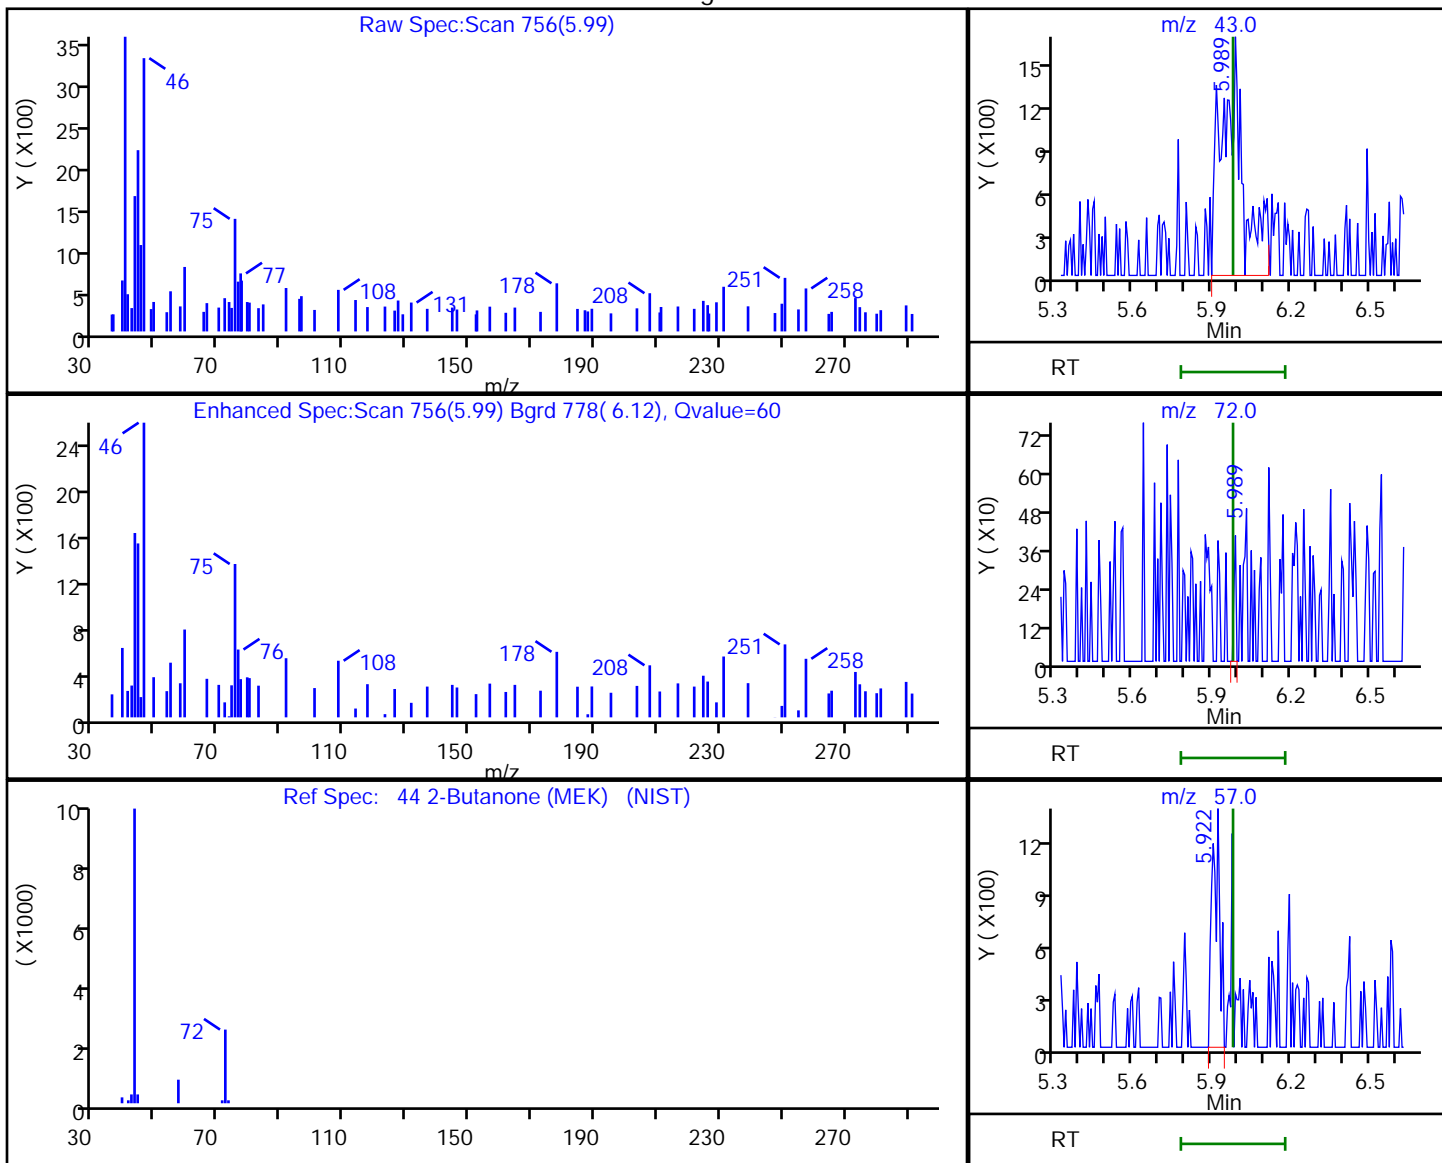 Raw Spec:Scan 756(5.99)
Y ( X100)
35
30
25
20
15
10
5
0
46
75
77
108
131
178
208
251
258
30 70 110 150 190 230 270
m/z
m/z 43.0
Y ( X100)
15
12
9
6
3
0
5.989
5.3 5.6 5.9 6.2 6.5
Min
RT
Enhanced Spec:Scan 756(5.99) Bgrd 778( 6.12), Qvalue=60
Y ( X100)
24
20
16
12
8
4
0
46
75
76
108
178
208
251
258
30 70 110 150 190 230 270
m/z
m/z 72.0
Y ( X10)
72
60
48
36
24
12
0
5.989
5.3 5.6 5.9 6.2 6.5
Min
RT
Ref Spec: 44 2-Butanone (MEK) (NIST)
( X1000)
10
8
6
4
2
0
72
30 70 110 150 190 230 270
m/z 57.0
Y ( X100)
12
9
6
3
0
5.922
5.3 5.6 5.9 6.2 6.5
Min
RT